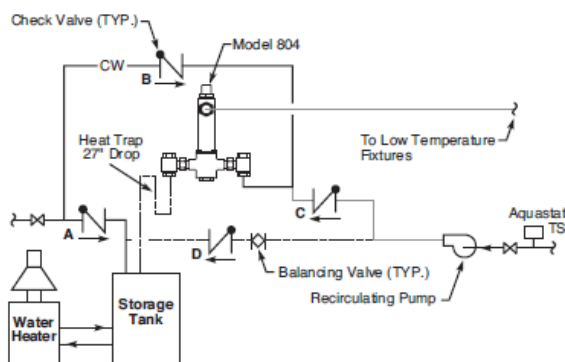 Check Valve (TYP.)
Model 804
CW
B
Heat Trap
27" Drop
To Low Temperature
Fixtures
C
Aquastat
TS
A
D
Balancing Valve (TYP.)
Recirculating Pump
Storage
Tank
Water
Heater